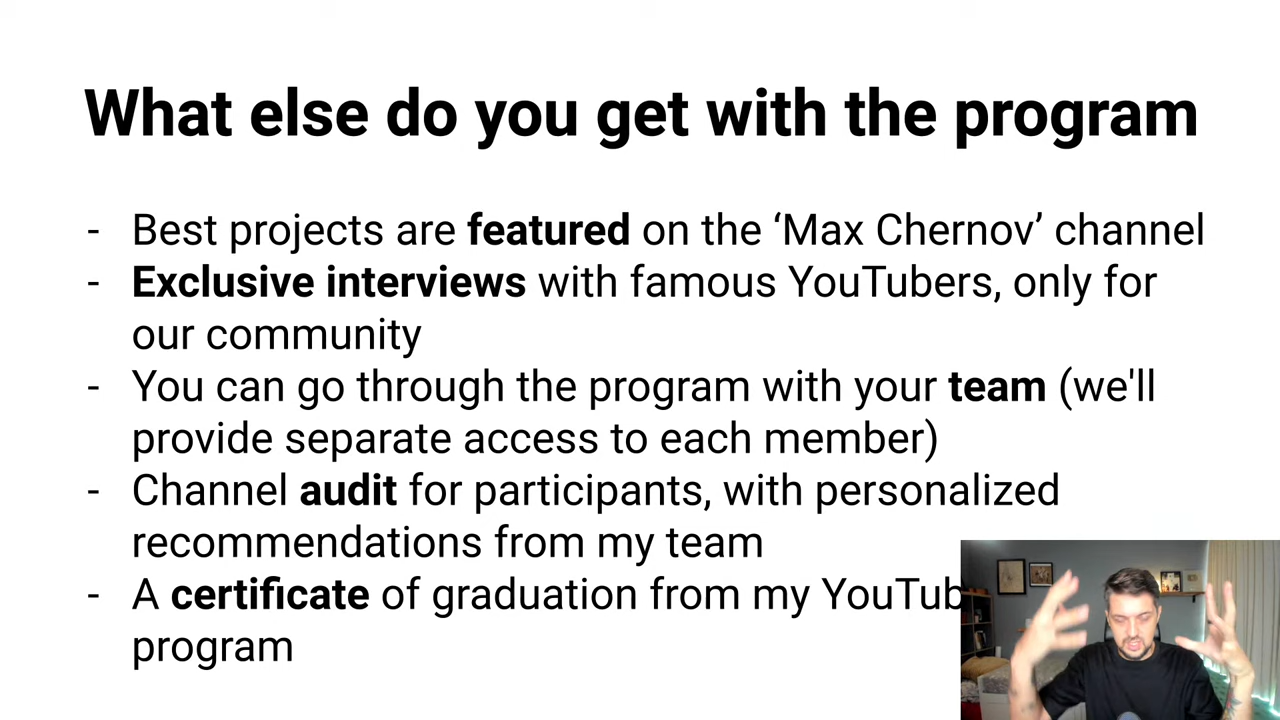 What else do you get with the program
- Best projects are featured on the ‘Max Chernov’ channel
- Exclusive interviews with famous YouTubers, only for
our community
- You can go through the program with your team (we'll
provide separate access to each member)
- Channel audit for participants, with personalized
recommendations from my team
- A certificate of graduation from my
program